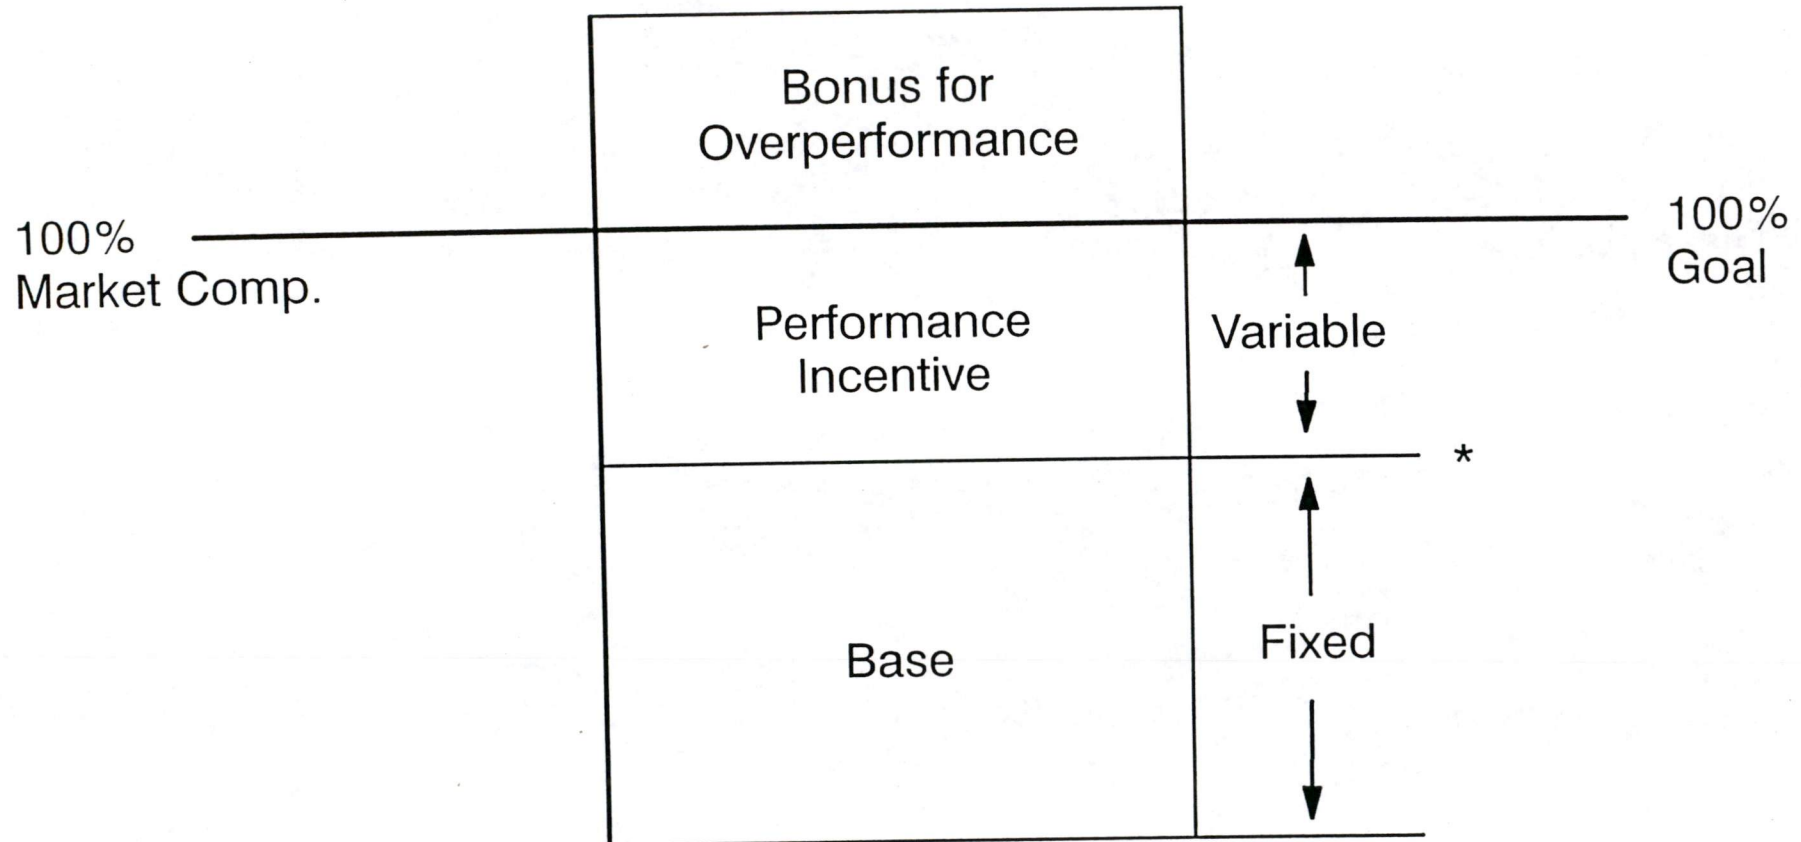 Bonus for
Overperformance
100%
Market Comp.
100%
Goal
Performance
Incentive
Variable
*
Base
Fixed